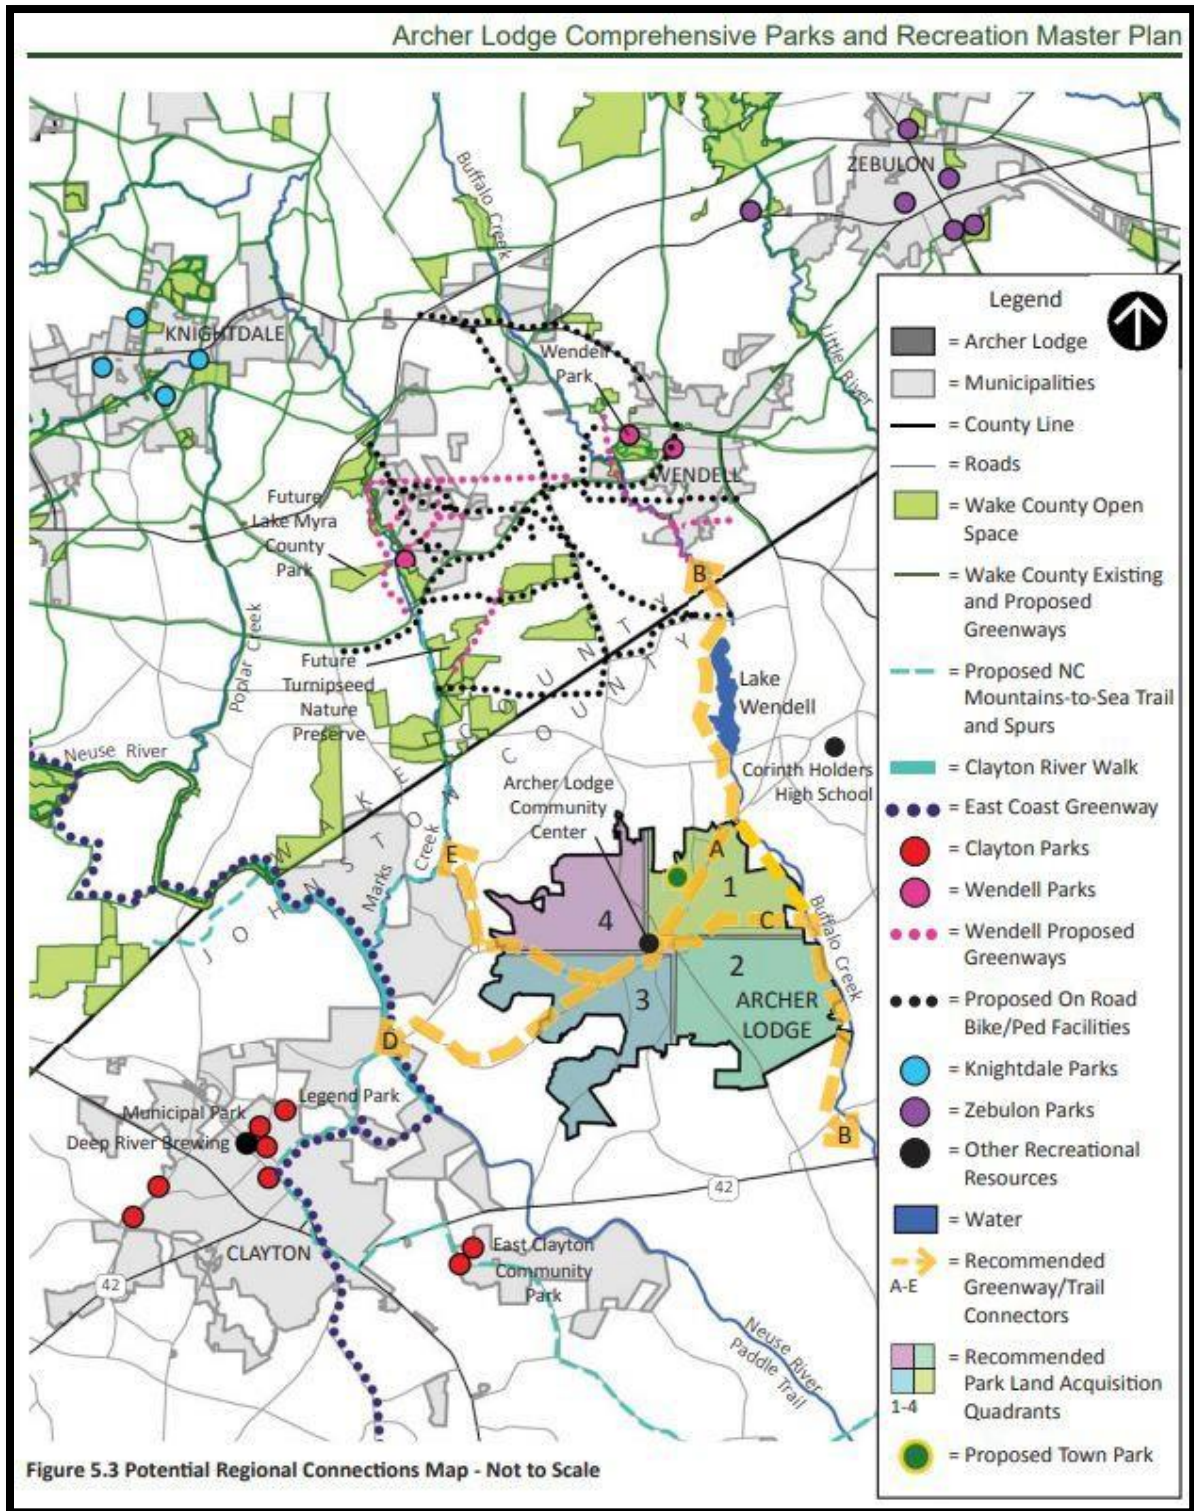 Archer Lodge Comprehensive Parks and Recreation Master Plan
ZEBULON
Buffalo Creek
KNIGHTDALE
Little River
Wendell
Park
WENDELL
Future
Lake Myra
County
Park
B
Poplar Creek
Future
Turnipseed
Nature
Preserve
Lake
Wendell
Neuse River
WAKE COUNTY
JOHNSTON COUNTY
Corinth Holders
High School
Archer Lodge
Community
Center
Marks Creek
E
A
1
4
C
Buffalo Creek
2
3
ARCHER
LODGE
D
Legend Park
Municipal Park
Deep River Brewing
B
42
CLAYTON
East Clayton
Community
Park
42
Neuse River
Paddle Trail
Legend
= Archer Lodge
= Municipalities
= County Line
= Roads
= Wake County Open
Space
= Wake County Existing
and Proposed
Greenways
= Proposed NC
Mountains-to-Sea Trail
and Spurs
= Clayton River Walk
= East Coast Greenway
= Clayton Parks
= Wendell Parks
= Wendell Proposed
Greenways
= Proposed On Road
Bike/Ped Facilities
= Knightdale Parks
= Zebulon Parks
= Other Recreational
Resources
= Water
= Recommended
A-E
Greenway/Trail
Connectors
= Recommended
Park Land Acquisition
1-4
Quadrants
= Proposed Town Park
Figure 5.3 Potential Regional Connections Map - Not to Scale